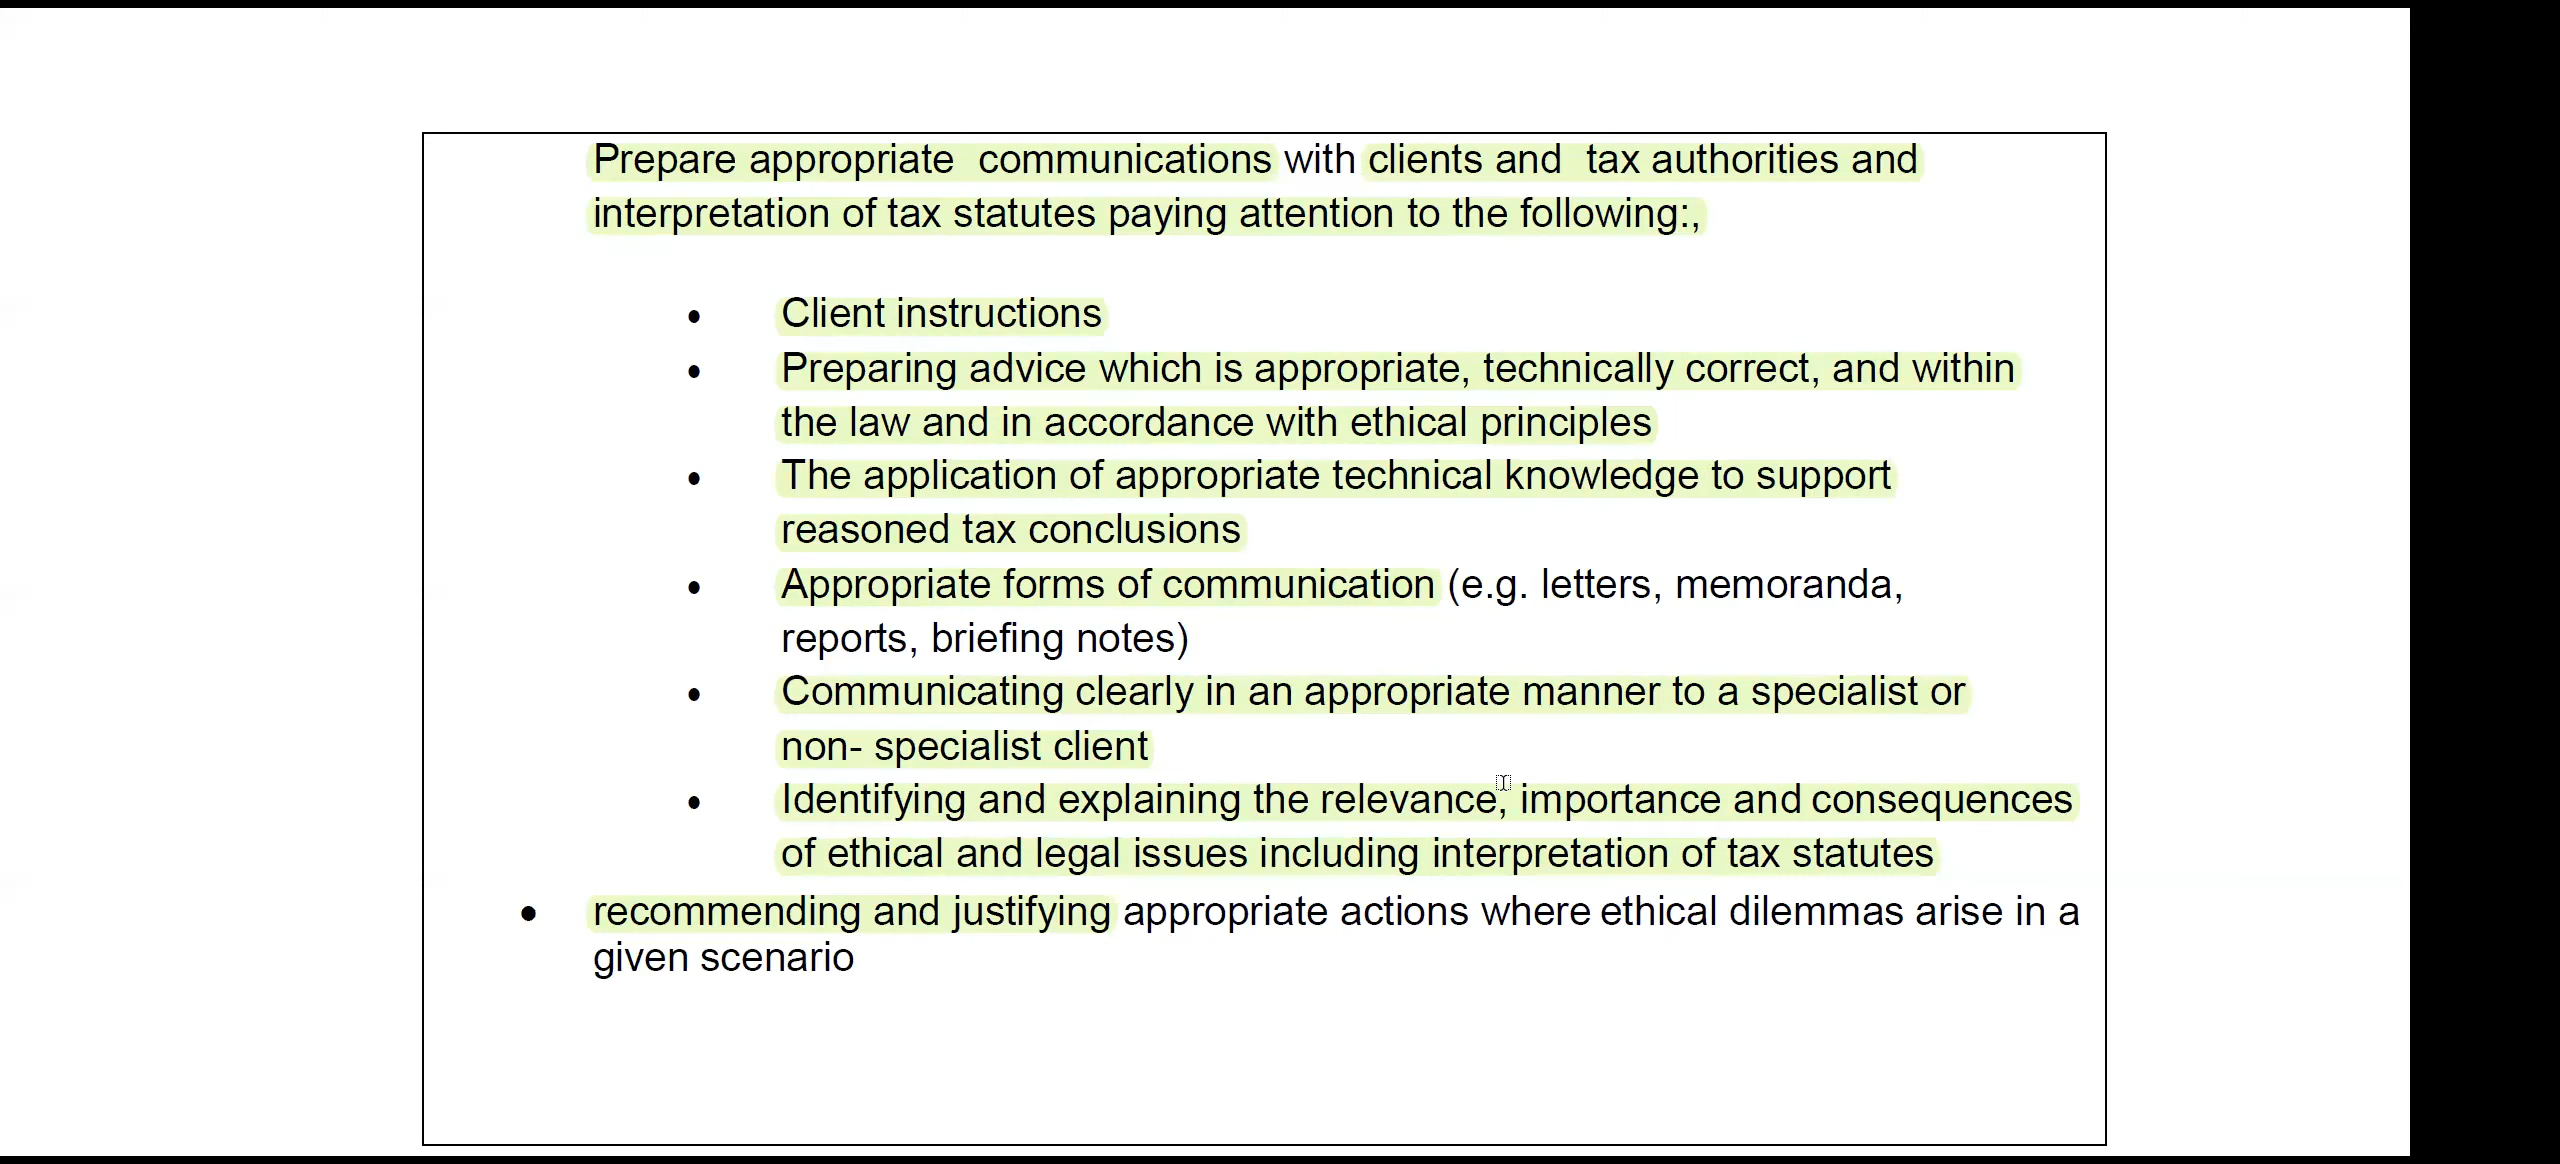 Prepare appropriate  communications with clients and  tax authorities and
interpretation of tax statutes paying attention to the following:,
• Client instructions
• Preparing advice which is appropriate, technically correct, and within
the law and in accordance with ethical principles
• The application of appropriate technical knowledge to support
reasoned tax conclusions
• Appropriate forms of communication (e.g. letters, memoranda,
reports, briefing notes)
• Communicating clearly in an appropriate manner to a specialist or
non- specialist client
• Identifying and explaining the relevance, importance and consequences
of ethical and legal issues including interpretation of tax statutes
• recommending and justifying appropriate actions where ethical dilemmas arise in a
given scenario